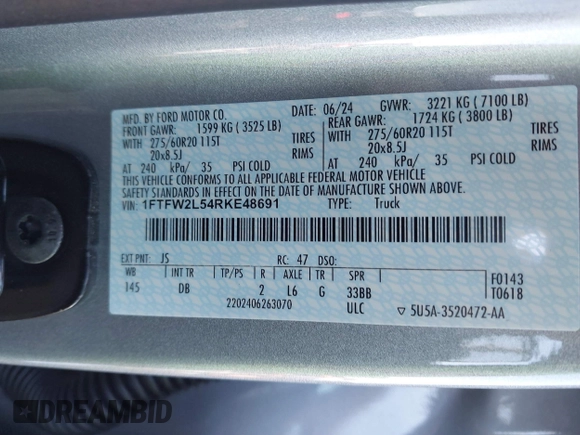 MFD. BY FORD MOTOR CO. 06/24 GVWR: 3221 KG ( 7100 LB)
FRONT GAWR: 1599 KG ( 3525 LB) REAR GAWR: 1724 KG ( 3800 LB)
WITH 275/60R20 115T TIRES WITH 275/60R20 115T TIRES
20x8.5J RIMS 20x8.5J RIMS
AT 240 kPa/ 35 PSI COLD AT 240 kPa/ 35 PSI COLD
THIS VEHICLE CONFORMS TO ALL APPLICABLE FEDERAL MOTOR VEHICLE
SAFETY STANDARDS IN EFFECT ON THE DATE OF MANUFACTURE SHOWN ABOVE.
VIN: 1FTFW2L54RKE48691 TYPE: Truck
EXT PNT: JS RC: 47 DSO:
WB INT TR TP/PS R AXLE TR SPR F0143
145 DB 2 L6 G 33BB T0618
2202406263070 ULC ▽ 5U5A-3520472-AA
DREAMBID